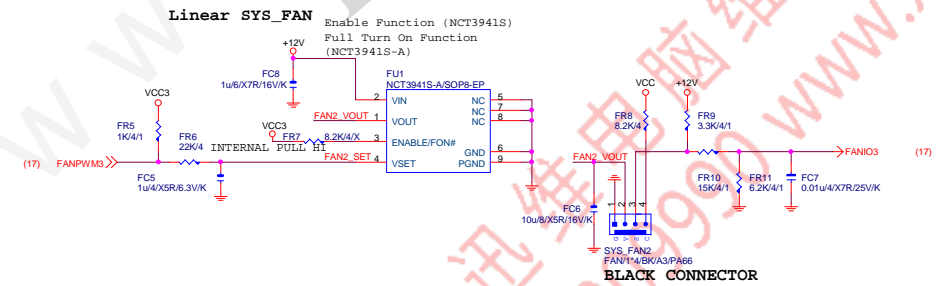 Linear SYS_FAN
Enable Function (NCT3941S)
Full Turn On Function
(NCT3941S-A)
+12V
FC8
1u/6/X7R/16V/K
FU1
NCT3941S-A/SOP8-EP
2 VIN
NC 5
NC 7
FAN2_VOUT 1 VOUT
NC 8
VCC3
FR5
1K/4/1
FR6
22K/4
VCC3
FR7 8.2K/4/X
3 ENABLE/FON#
INTERNAL PULL HI
GND 6
(17) FANPWM3
FAN2_SET 4 VSET
PGND 9
FC5
1u/4/X5R/6.3V/K
VCC
+12V
FR8
8.2K/4
FR9
3.3K/4/1
FAN2_VOUT
FANIO3 (17)
FR10
15K/4/1
FR11
6.2K/4/1
FC7
0.01u/4/X7R/25V/K
FC6
10u/8/X5R/16V/K
1 2 3 4
SYS_FAN2
FAN/1*4/BK/A3/PA66
BLACK CONNECTOR